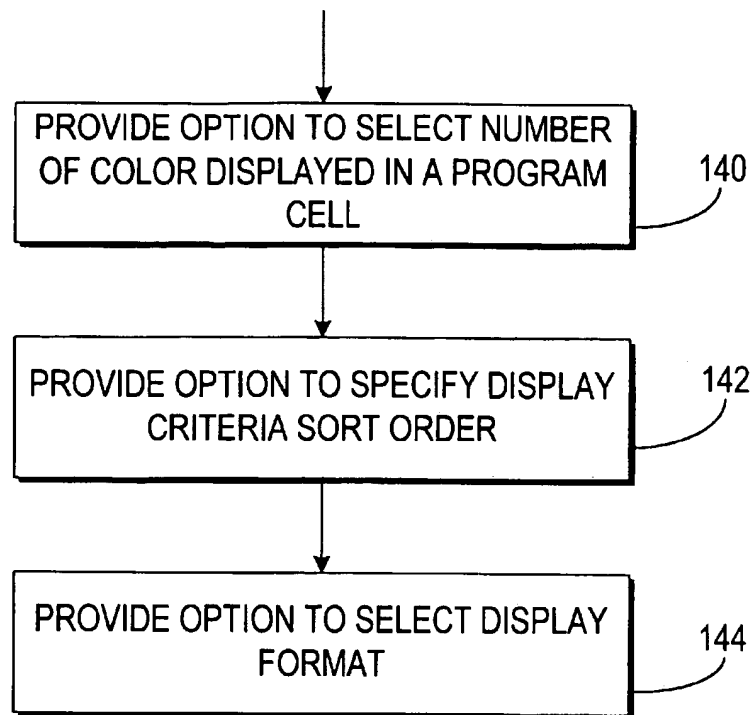 PROVIDE OPTION TO SELECT NUMBER
OF COLOR DISPLAYED IN A PROGRAM
CELL
140
PROVIDE OPTION TO SPECIFY DISPLAY
CRITERIA SORT ORDER
142
PROVIDE OPTION TO SELECT DISPLAY
FORMAT
144